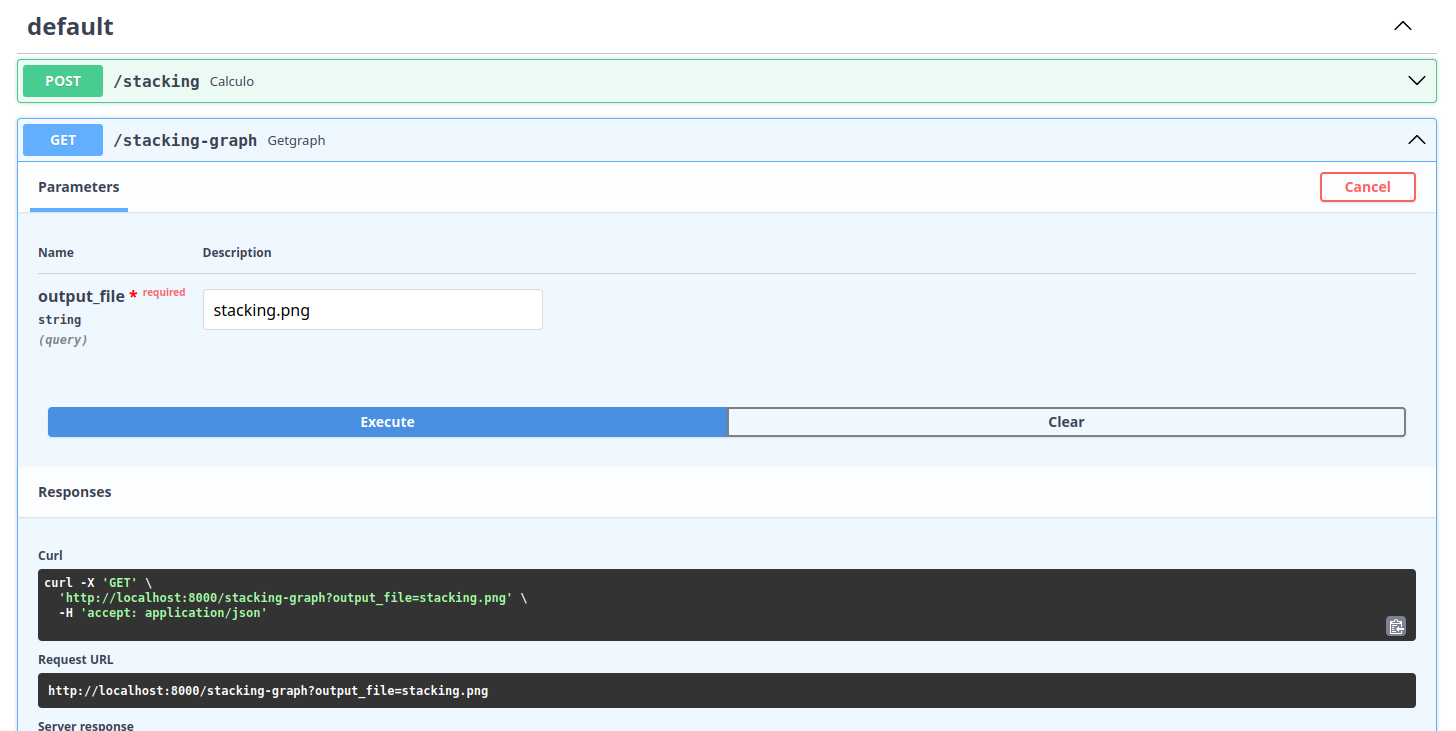 default
POST /stacking Calculo
GET /stacking-graph Getgraph
Parameters Cancel
Name Description
output_file * required
string
(query)
stacking.png
Execute Clear
Responses
Curl
curl -X 'GET' \
'http://localhost:8000/stacking-graph?output_file=stacking.png' \
-H 'accept: application/json'
Request URL
http://localhost:8000/stacking-graph?output_file=stacking.png
Server response